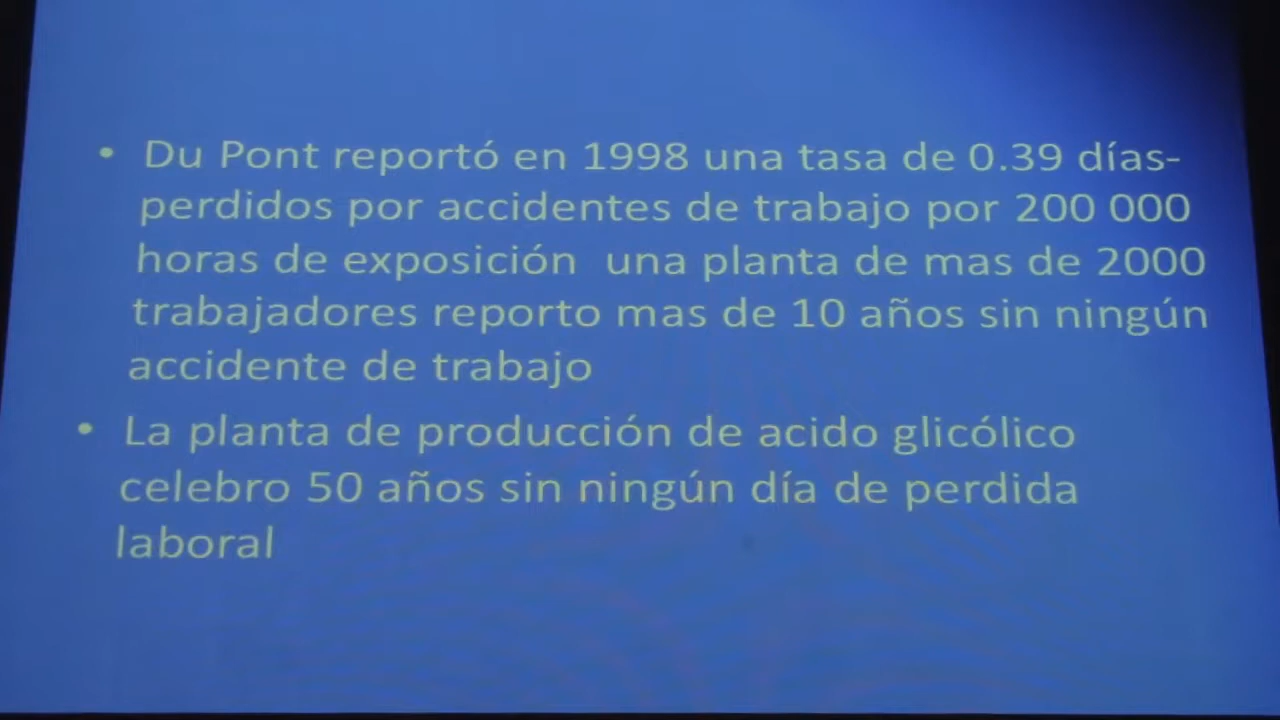 • Du Pont reportó en 1998 una tasa de 0.39 días-
perdidos por accidentes de trabajo por 200 000
horas de exposición  una planta de mas de 2000
trabajadores reporto mas de 10 años sin ningún
accidente de trabajo
• La planta de producción de acido glicólico
celebro 50 años sin ningún día de perdida
laboral